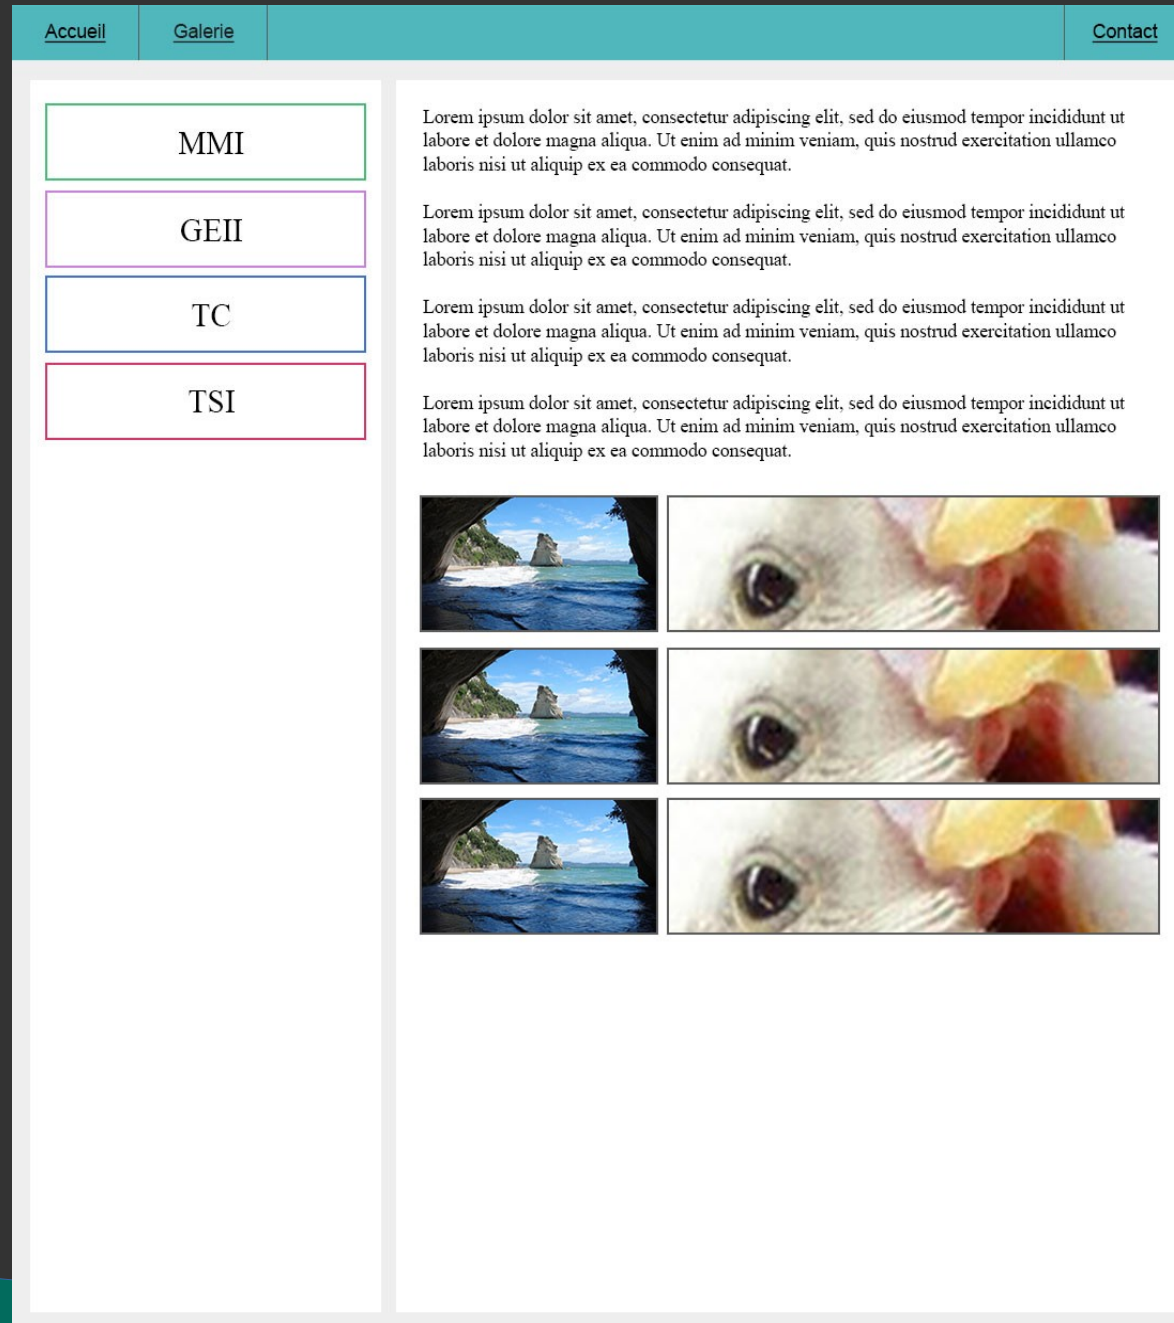 Accueil
Galerie
Contact
MMI
GEII
TC
TSI
Lorem ipsum dolor sit amet, consectetur adipiscing elit, sed do eiusmod tempor incididunt ut
labore et dolore magna aliqua. Ut enim ad minim veniam, quis nostrud exercitation ullamco
laboris nisi ut aliquip ex ea commodo consequat.
Lorem ipsum dolor sit amet, consectetur adipiscing elit, sed do eiusmod tempor incididunt ut
labore et dolore magna aliqua. Ut enim ad minim veniam, quis nostrud exercitation ullamco
laboris nisi ut aliquip ex ea commodo consequat.
Lorem ipsum dolor sit amet, consectetur adipiscing elit, sed do eiusmod tempor incididunt ut
labore et dolore magna aliqua. Ut enim ad minim veniam, quis nostrud exercitation ullamco
laboris nisi ut aliquip ex ea commodo consequat.
Lorem ipsum dolor sit amet, consectetur adipiscing elit, sed do eiusmod tempor incididunt ut
labore et dolore magna aliqua. Ut enim ad minim veniam, quis nostrud exercitation ullamco
laboris nisi ut aliquip ex ea commodo consequat.